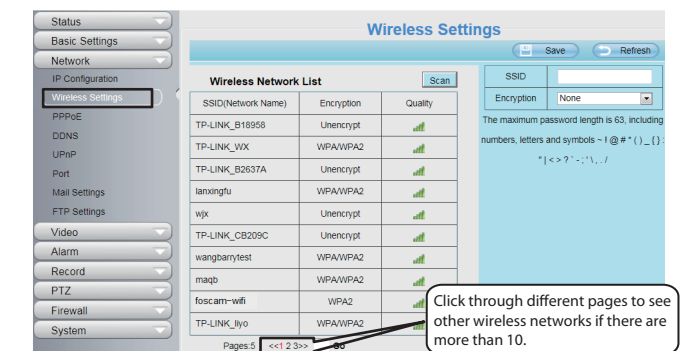 Status
Basic Settings
Network
IP Configuration
Wireless Settings
PPPoE
DDNS
UPnP
Port
Mail Settings
FTP Settings
Video
Alarm
Record
PTZ
Firewall
System
Wireless Settings
Save Refresh
Wireless Network List Scan
SSID(Network Name) Encryption Quality
TP-LINK_B18958 Unencrypt
TP-LINK_WX WPA/WPA2
TP-LINK_B2637A Unencrypt
lanxingfu WPA/WPA2
wjx Unencrypt
TP-LINK_CB209C Unencrypt
wangbarrytest WPA/WPA2
maqb WPA/WPA2
foscam-wifi WPA2
TP-LINK_liyo WPA/WPA2
Pages:5 <<1 2 3>> Go
SSID
Encryption None
The maximum password length is 63, including
numbers, letters and symbols ~ ! @ # * ( ) _ { } :
" | < > ? ` - ; ' \ , . /
Click through different pages to see
other wireless networks if there are
more than 10.